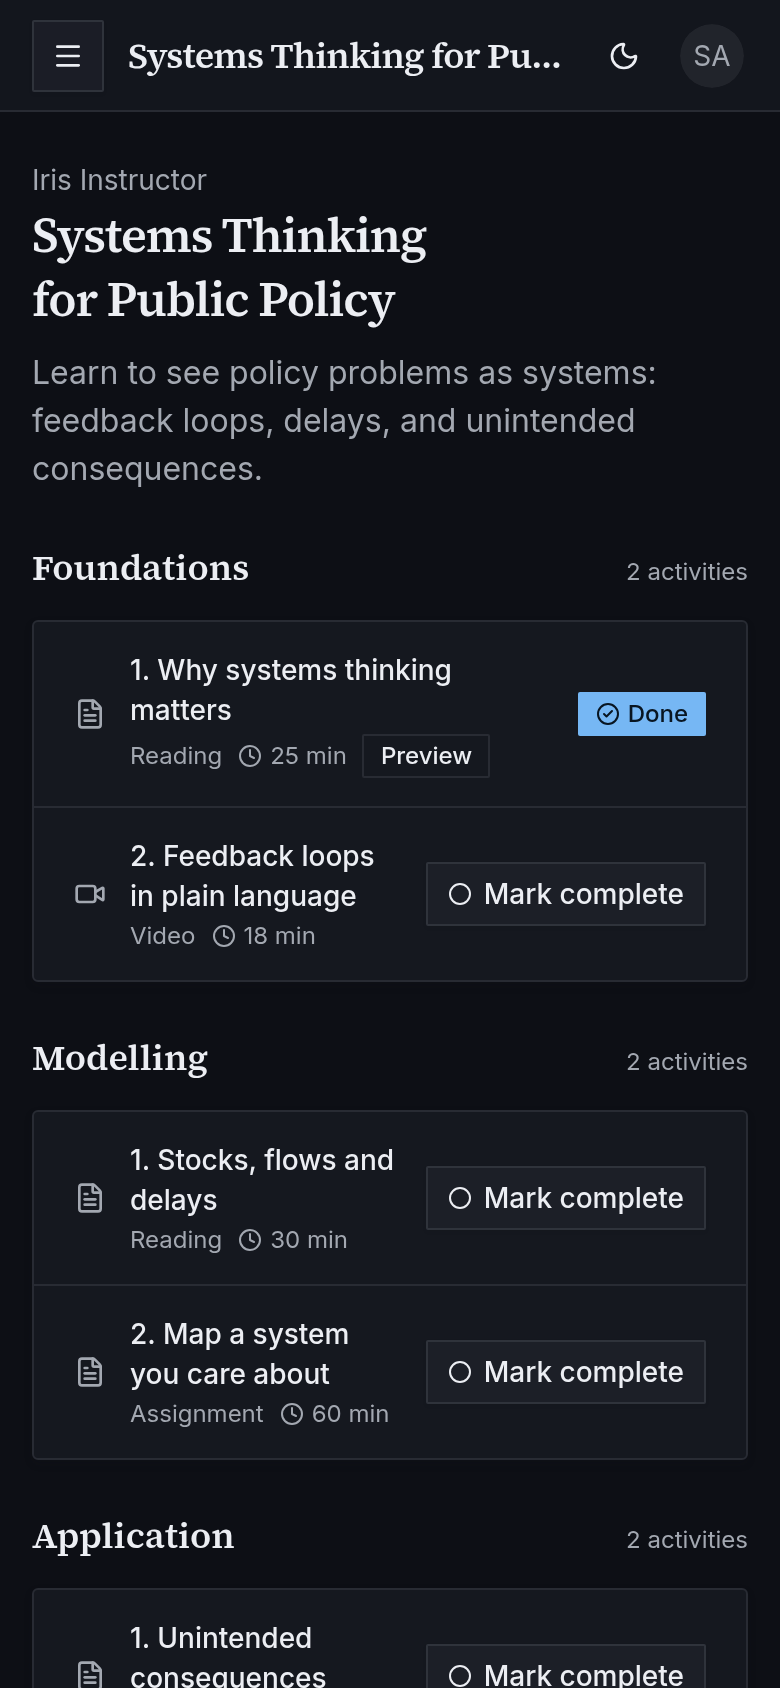 Systems Thinking for Pu...
SA
Iris Instructor
Systems Thinking
for Public Policy
Learn to see policy problems as systems:
feedback loops, delays, and unintended
consequences.
Foundations
2 activities
1. Why systems thinking
matters
Reading 25 min Preview
Done
2. Feedback loops
in plain language
Video 18 min
Mark complete
Modelling
2 activities
1. Stocks, flows and
delays
Reading 30 min
Mark complete
2. Map a system
you care about
Assignment 60 min
Mark complete
Application
2 activities
1. Unintended
consequences
Mark complete